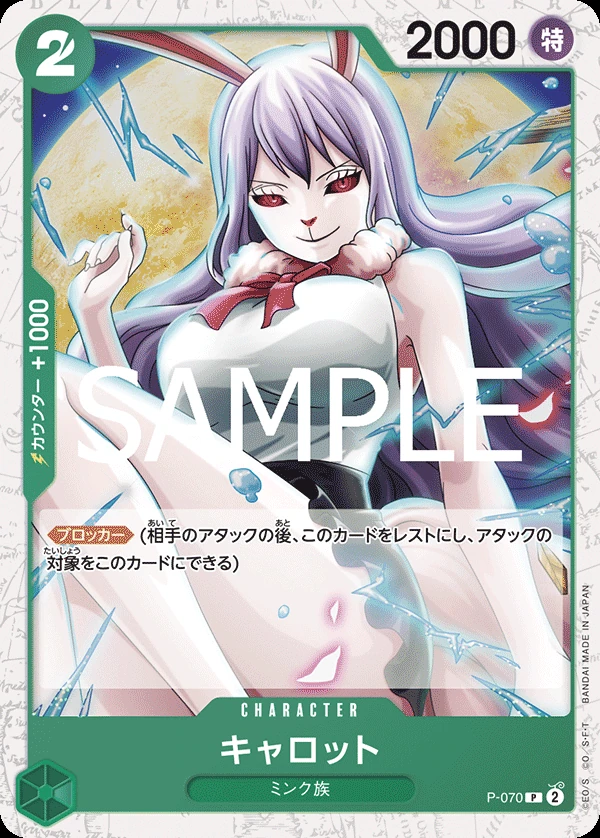 2
2000
特
カウンター +1000
SAMPLE
ブロッカー (相手のアタックの後、このカードをレストにし、アタックの
対象をこのカードにできる)
CHARACTER
キャロット
ミンク族
P-070 P 2
©E.O/S. ©O/S・F・T BANDAI MADE IN JAPAN